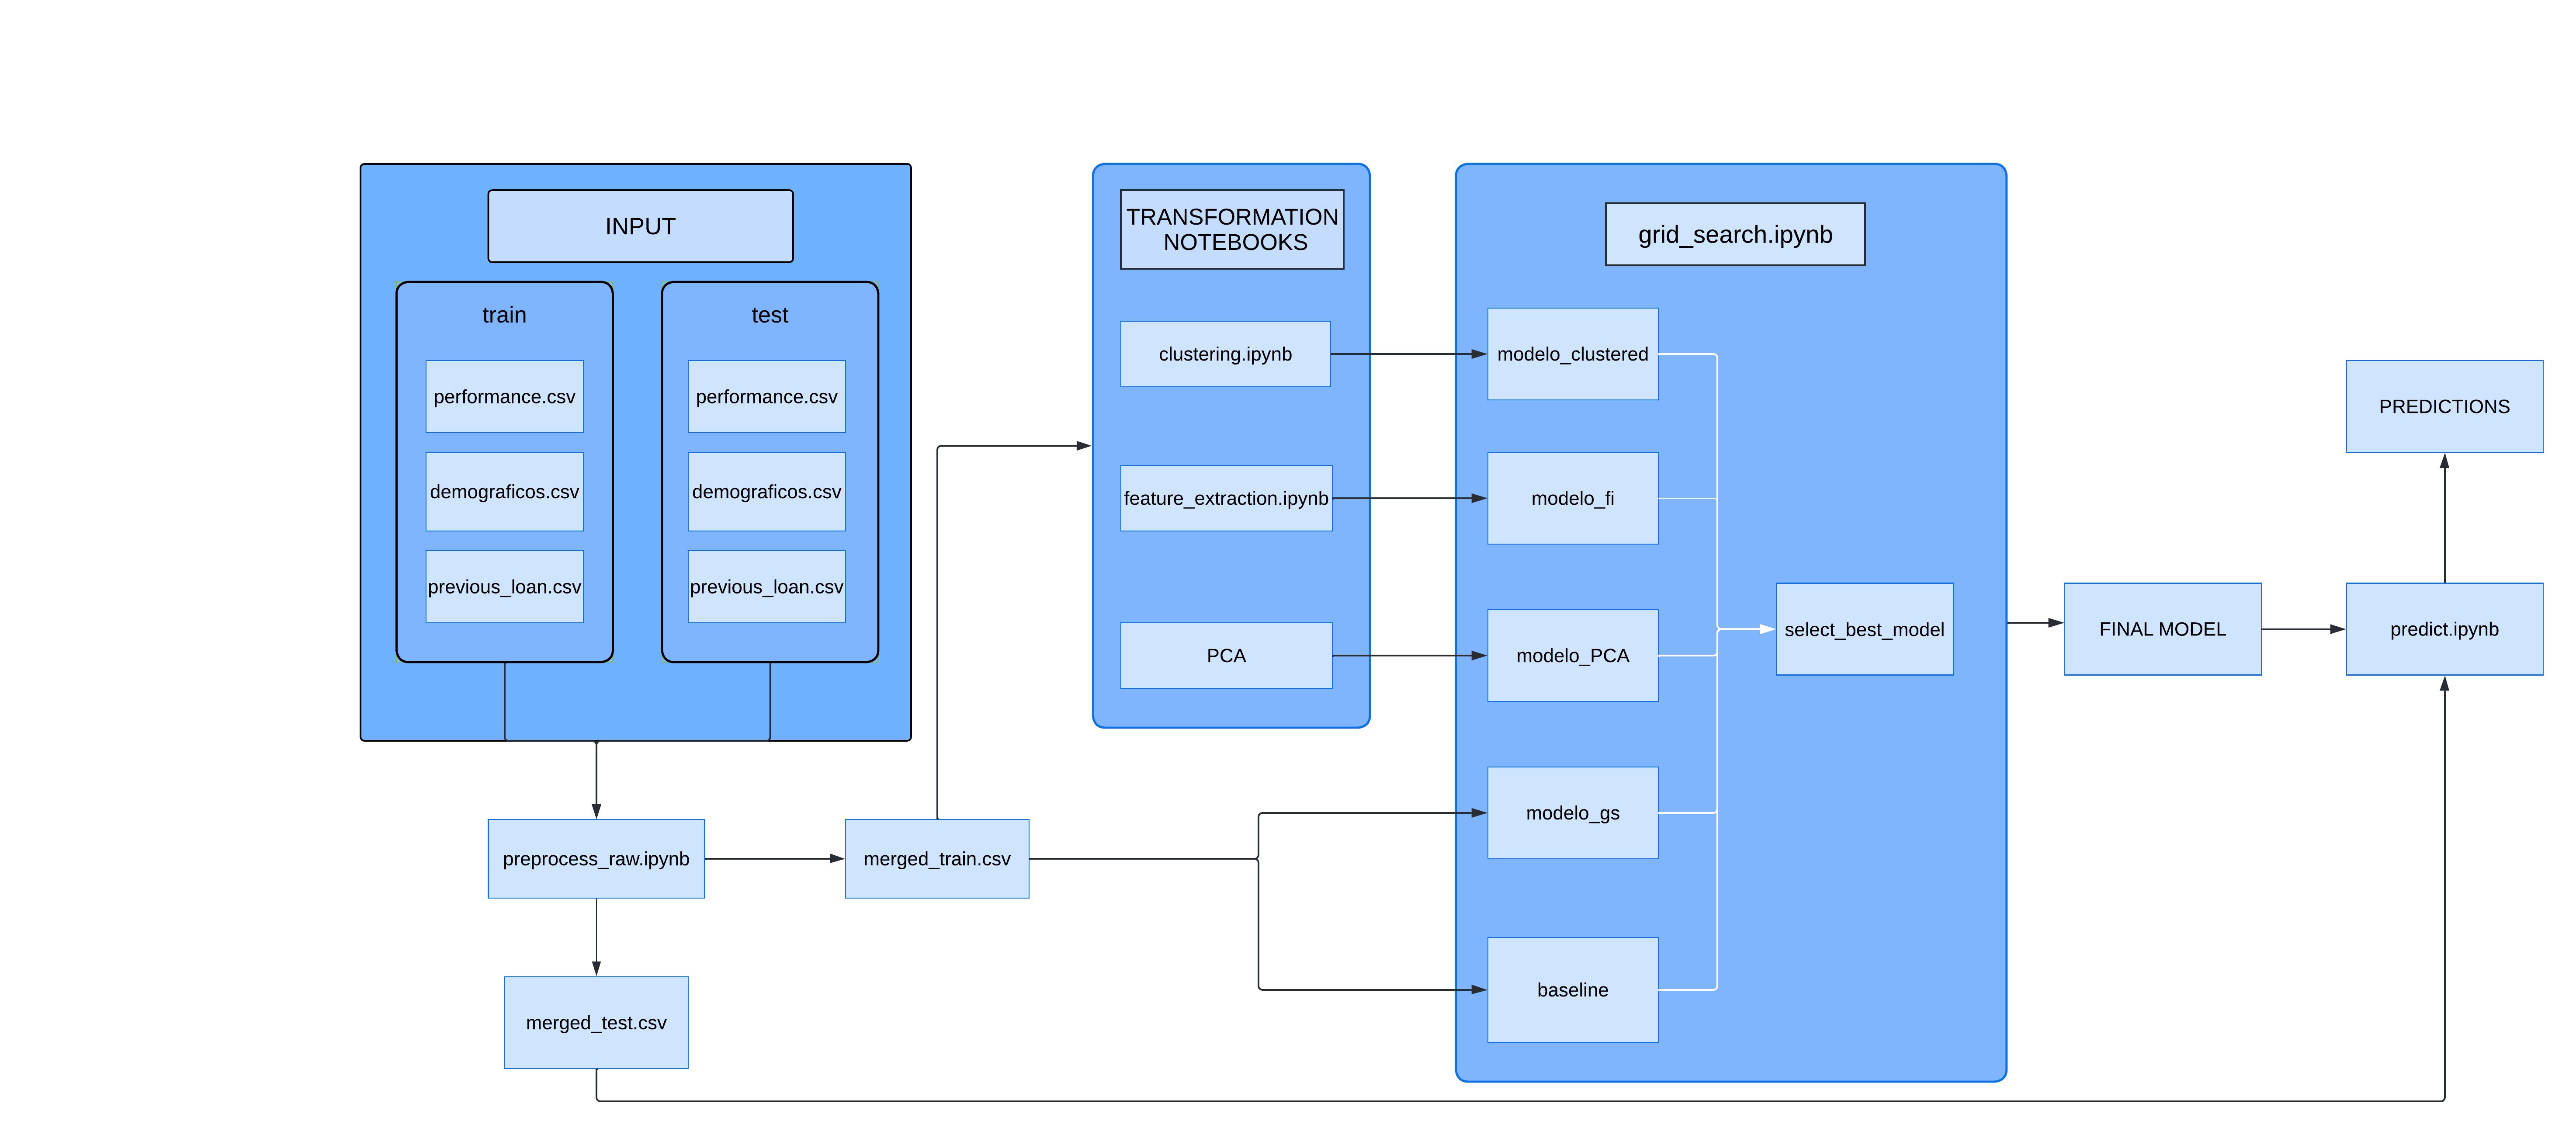 INPUT
train
performance.csv
demograficos.csv
previous_loan.csv
test
performance.csv
demograficos.csv
previous_loan.csv
preprocess_raw.ipynb
merged_train.csv
merged_test.csv
TRANSFORMATION
NOTEBOOKS
clustering.ipynb
feature_extraction.ipynb
PCA
grid_search.ipynb
modelo_clustered
modelo_fi
modelo_PCA
modelo_gs
baseline
select_best_model
FINAL MODEL
predict.ipynb
PREDICTIONS